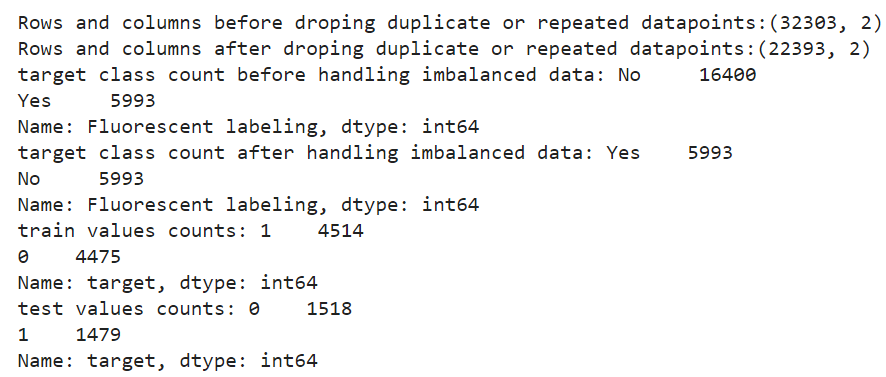 Rows and columns before droping duplicate or repeated datapoints:(32303, 2)
Rows and columns after droping duplicate or repeated datapoints:(22393, 2)
target class count before handling imbalanced data: No     16400
Yes     5993
Name: Fluorescent labeling, dtype: int64
target class count after handling imbalanced data: Yes    5993
No     5993
Name: Fluorescent labeling, dtype: int64
train values counts: 1    4514
0    4475
Name: target, dtype: int64
test values counts: 0    1518
1    1479
Name: target, dtype: int64